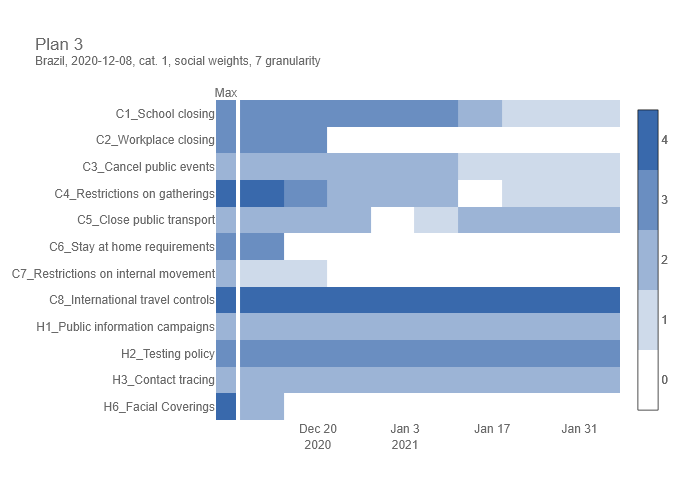 Plan 3
Brazil, 2020-12-08, cat. 1, social weights, 7 granularity
Max
C1_School closing
C2_Workplace closing
C3_Cancel public events
C4_Restrictions on gatherings
C5_Close public transport
C6_Stay at home requirements
C7_Restrictions on internal movement
C8_International travel controls
H1_Public information campaigns
H2_Testing policy
H3_Contact tracing
H6_Facial Coverings
Dec 20 Jan 3 Jan 17 Jan 31
2020 2021
4
3
2
1
0